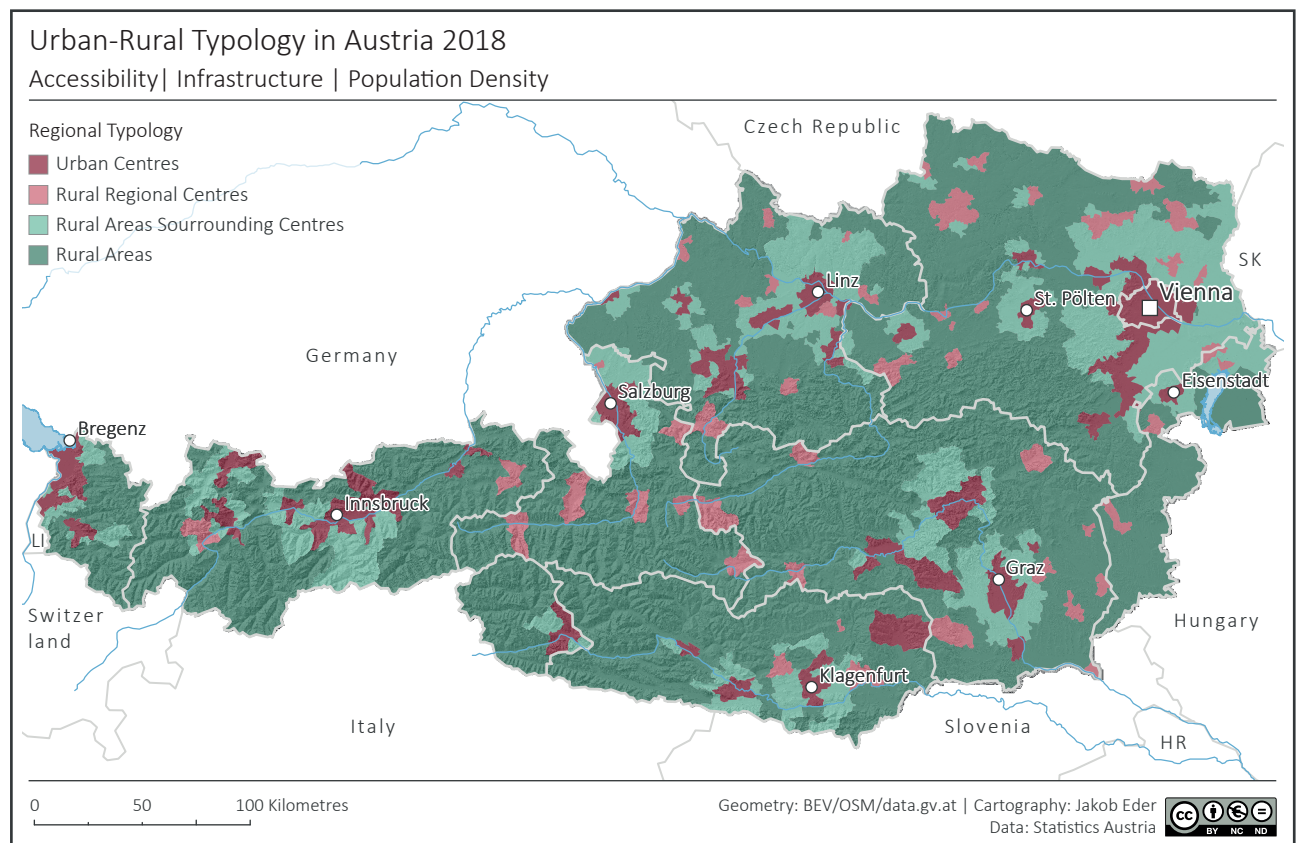 Urban-Rural Typology in Austria 2018
Accessibility| Infrastructure | Population Density
Regional Typology
Urban Centres
Rural Regional Centres
Rural Areas Sourrounding Centres
Rural Areas
Czech Republic
SK
Linz
St. Pölten
Vienna
Germany
Salzburg
Eisenstadt
Bregenz
Innsbruck
LI
Graz
Switzer
land
Hungary
Klagenfurt
Italy
Slovenia
HR
0 50 100 Kilometres
Geometry: BEV/OSM/data.gv.at | Cartography: Jakob Eder
Data: Statistics Austria
cc
BY NC ND